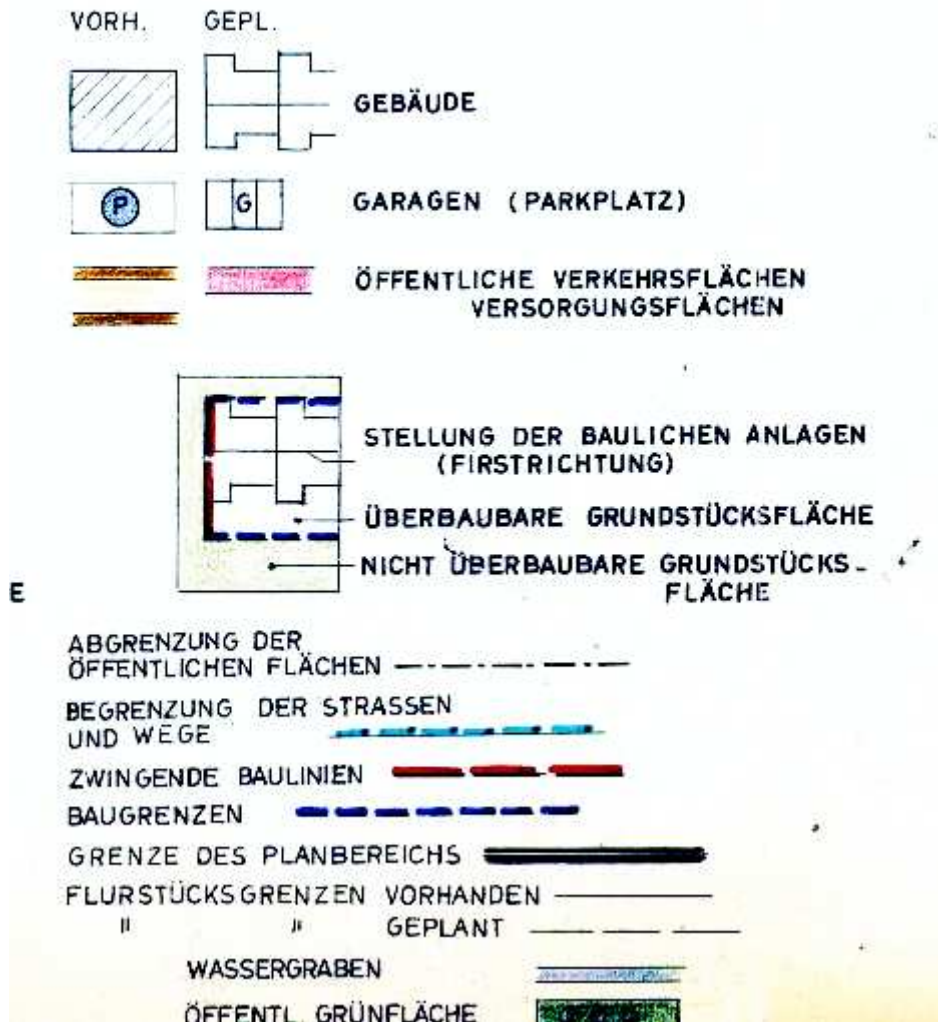 VORH. GEPL.
GEBÄUDE
P G GARAGEN (PARKPLATZ)
ÖFFENTLICHE VERKEHRSFLÄCHEN
VERSORGUNGSFLÄCHEN
STELLUNG DER BAULICHEN ANLAGEN
(FIRSTRICHTUNG)
ÜBERBAUBARE GRUNDSTÜCKSFLÄCHE
NICHT ÜBERBAUBARE GRUNDSTÜCKS-
FLÄCHE
E
ABGRENZUNG DER
ÖFFENTLICHEN FLÄCHEN
BEGRENZUNG DER STRASSEN
UND WEGE
ZWINGENDE BAULINIEN
BAUGRENZEN
GRENZE DES PLANBEREICHS
FLURSTÜCKSGRENZEN VORHANDEN
" " GEPLANT
WASSERGRABEN
ÖFFENTL. GRÜNFLÄCHE